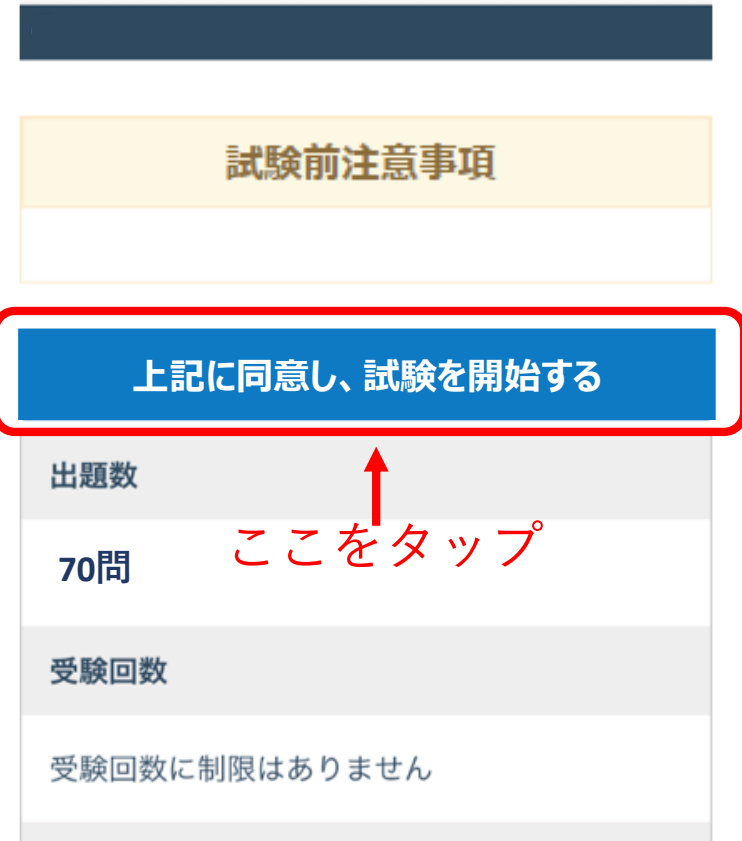 試験前注意事項
上記に同意し、試験を開始する
出題数
ここをタップ
70問
受験回数
受験回数に制限はありません